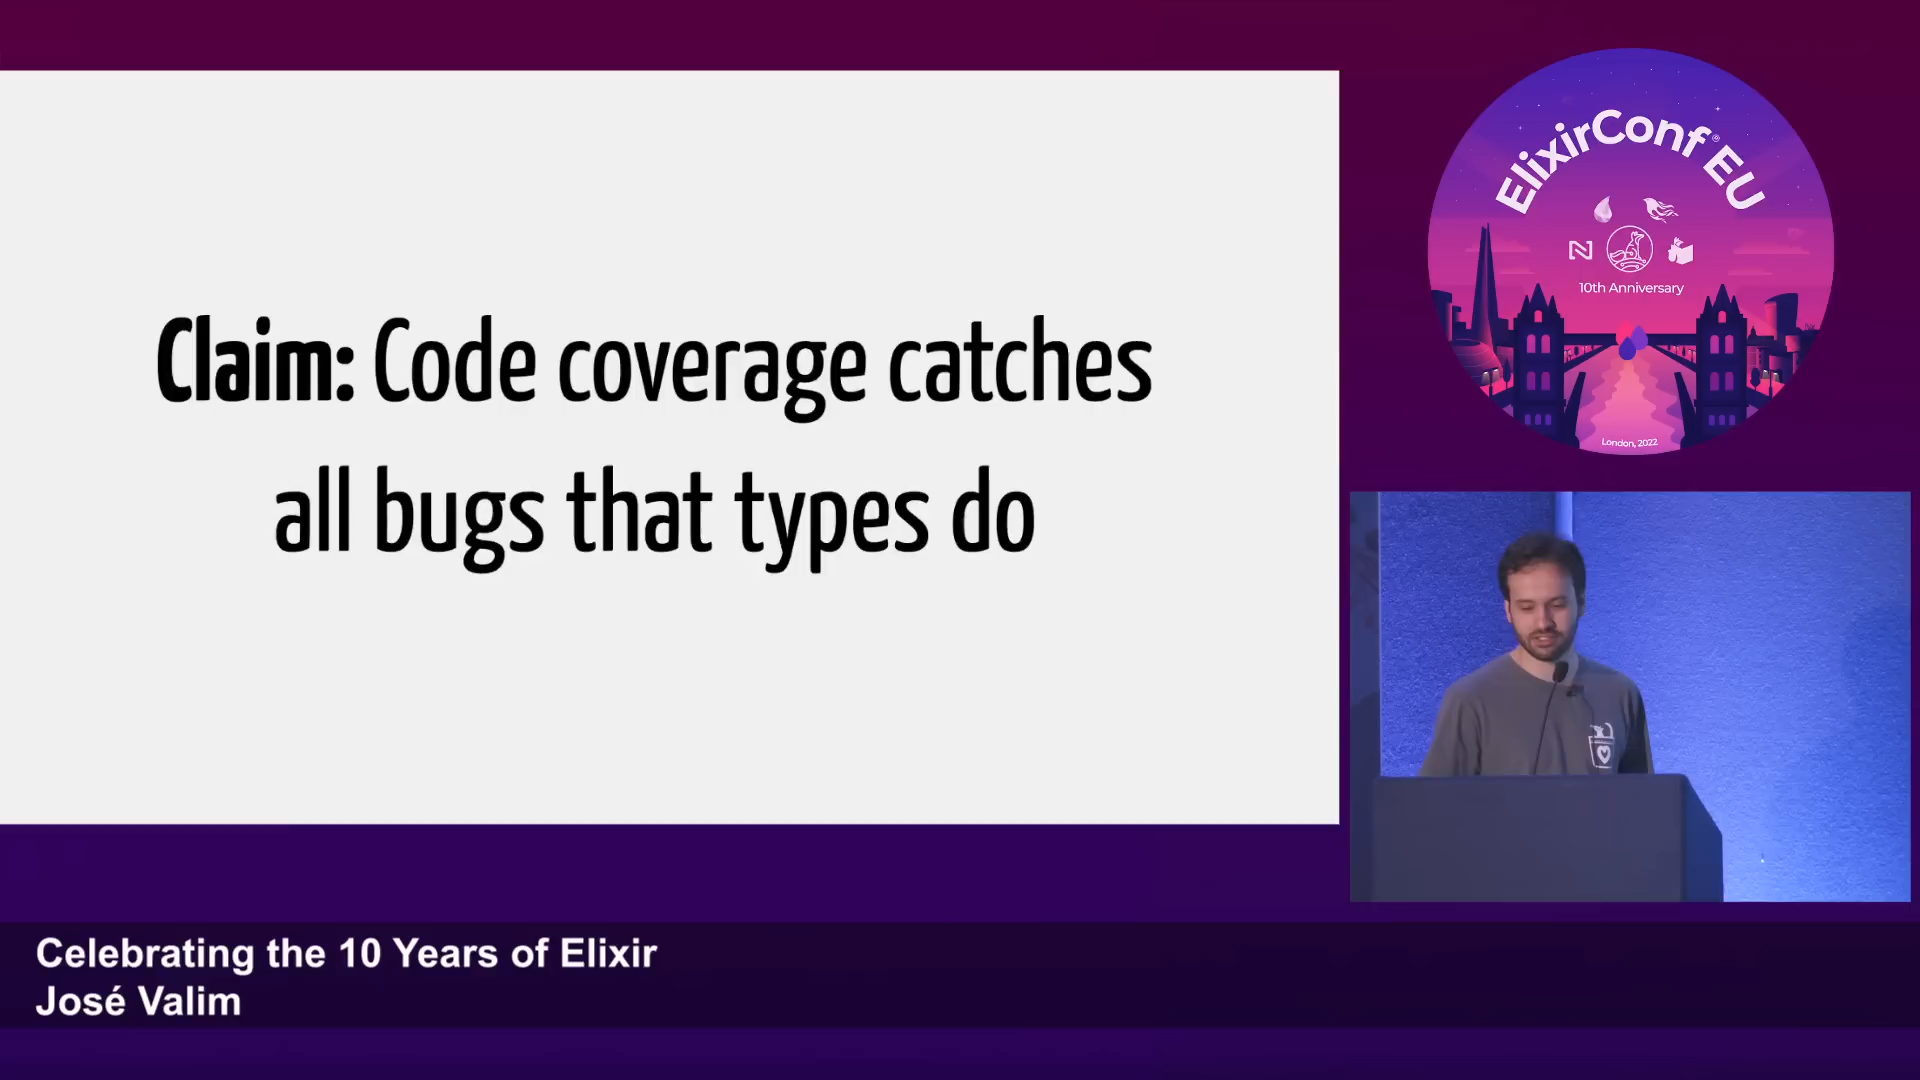 Claim: Code coverage catches
all bugs that types do
ElixirConf® EU
10th Anniversary
London, 2022
Celebrating the 10 Years of Elixir
José Valim